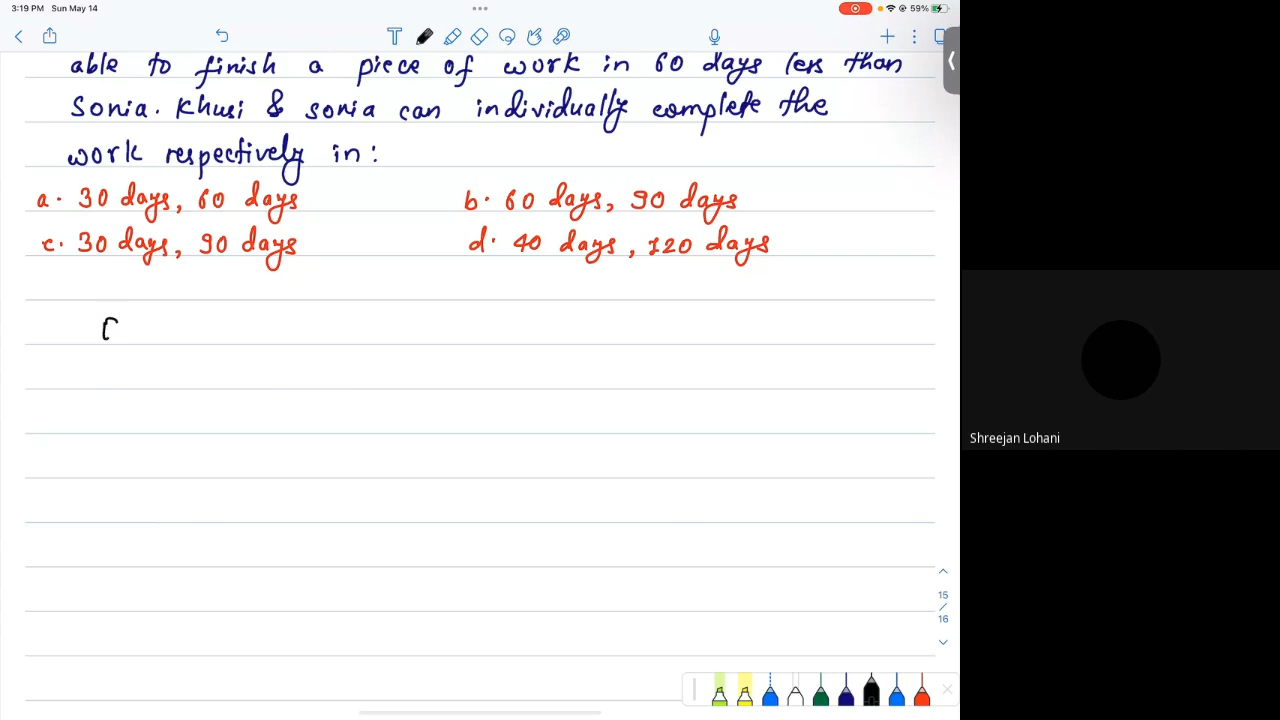 3:19 PM Sun May 14
59%
able to finish a piece of work in 60 days less than
Sonia. Khusi & sonia can individually complete the
work respectively in:
a. 30 days, 60 days
b. 60 days, 90 days
c. 30 days, 90 days
d. 40 days, 120 days
Shreejan Lohani
15
/
16